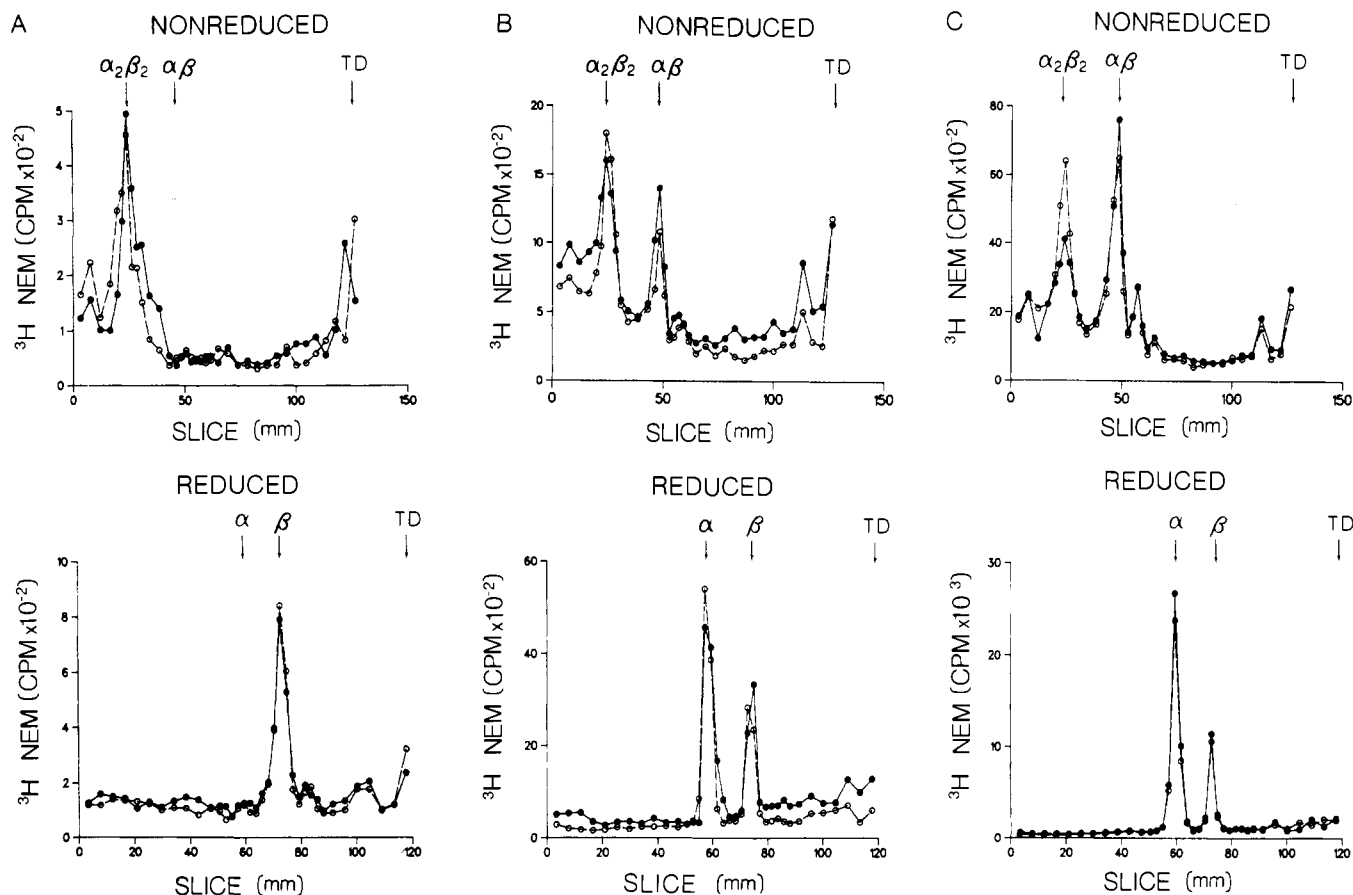 A
NONREDUCED
α₂β₂ αβ TD
³H NEM (CPM x10⁻²)
5
4
3
2
1
0
0 50 100 150
SLICE (mm)
B
NONREDUCED
α₂β₂ αβ TD
³H NEM (CPM x10⁻²)
20
15
10
5
0
0 50 100 150
SLICE (mm)
C
NONREDUCED
α₂β₂ αβ TD
³H NEM (CPM x10⁻²)
80
60
40
20
0
0 50 100 150
SLICE (mm)
REDUCED
α β TD
³H NEM (CPM x10⁻²)
10
8
6
4
2
0
0 20 40 60 80 100 120
SLICE (mm)
REDUCED
α β TD
³H NEM (CPM x10⁻²)
60
40
20
0
0 20 40 60 80 100 120
SLICE (mm)
REDUCED
α β TD
³H NEM (CPM x10⁻³)
30
20
10
0
0 20 40 60 80 100 120
SLICE (mm)